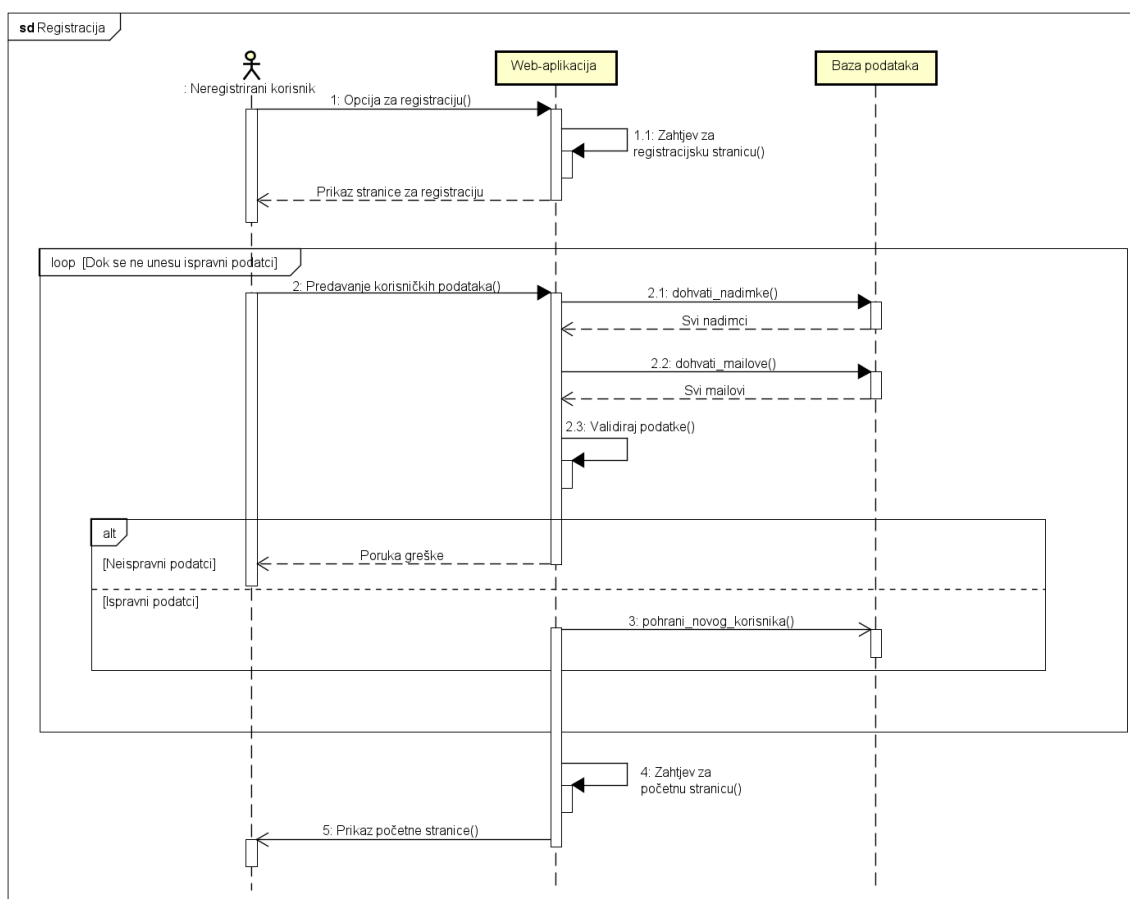 sd Registracija
Web-aplikacija
Baza podataka
: Neregistrirani korisnik
1: Opcija za registraciju()
1.1: Zahtjev za
registracijsku stranicu()
Prikaz stranice za registraciju
loop [Dok se ne unesu ispravni podatci]
2: Predavanje korisničkih podataka()
2.1: dohvati_nadimke()
Svi nadimci
2.2: dohvati_mailove()
Svi mailovi
2.3: Validiraj podatke()
alt
Poruka greške
[Neispravni podatci]
[Ispravni podatci]
3: pohrani_novog_korisnika()
4: Zahtjev za
početnu stranicu()
5: Prikaz početne stranice()